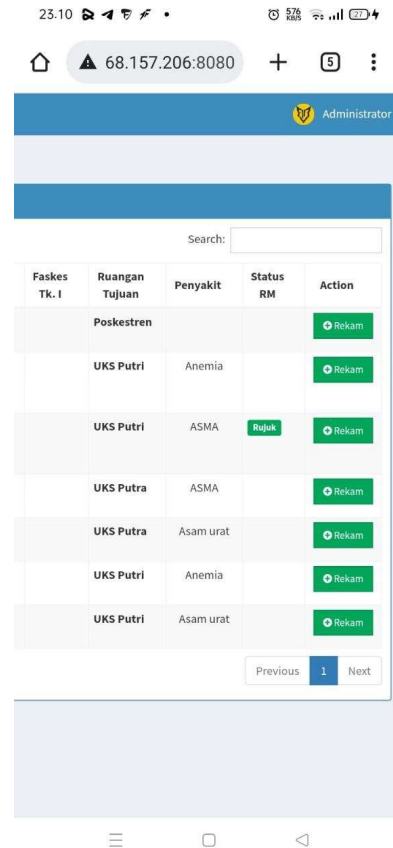 23.10
576
KB/S
27
68.157.206:8080
5
Administrator
Search:
Faskes Tk. I Ruangan Tujuan Penyakit Status RM Action
Poskestren Rekam
UKS Putri Anemia Rekam
UKS Putri ASMA Rujuk Rekam
UKS Putra ASMA Rekam
UKS Putra Asam urat Rekam
UKS Putri Anemia Rekam
UKS Putri Asam urat Rekam
Previous 1 Next